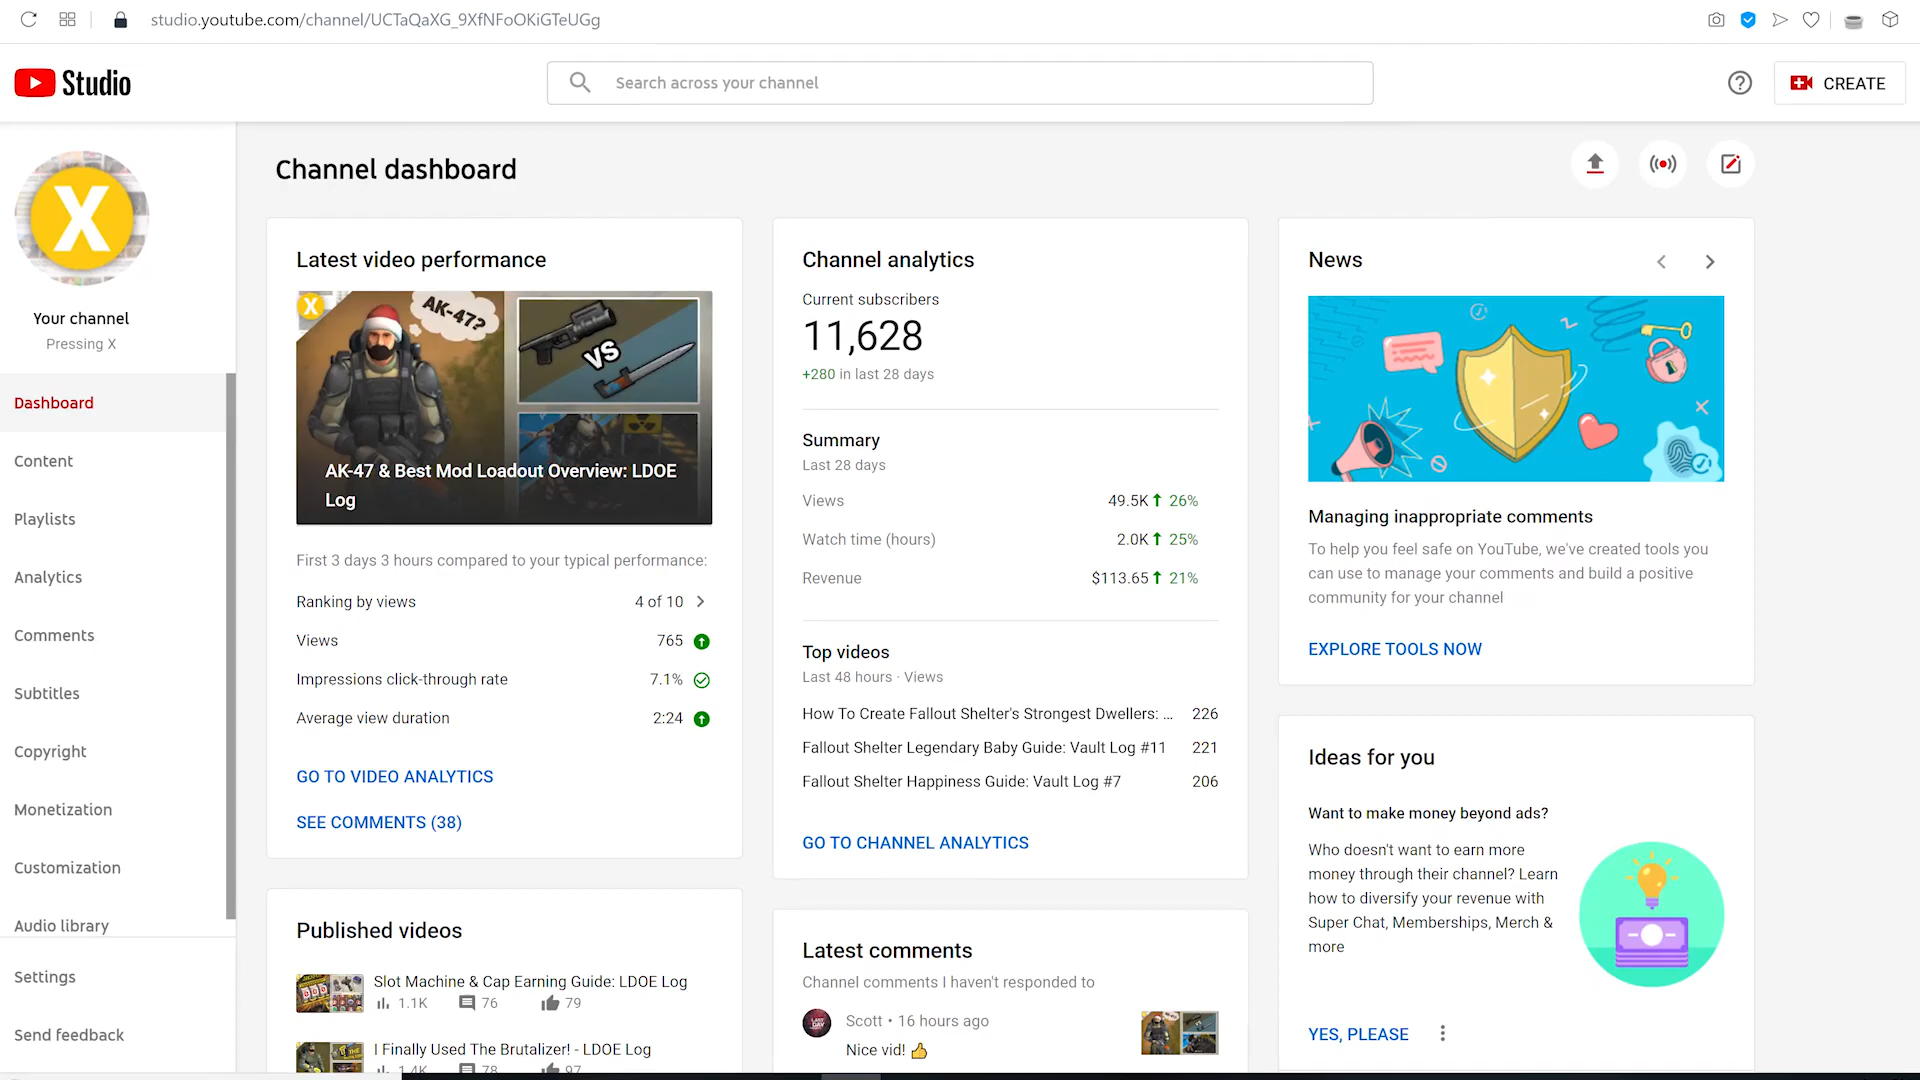 studio.youtube.com/channel/UCTaQaXG_9XfNFoOKiGTeUGg
Studio
Search across your channel
CREATE
X
Your channel
Pressing X
Dashboard
Content
Playlists
Analytics
Comments
Subtitles
Copyright
Monetization
Customization
Audio library
Settings
Send feedback
Channel dashboard
Latest video performance
X
AK-47?
VS
AK-47 & Best Mod Loadout Overview: LDOE
Log
First 3 days 3 hours compared to your typical performance:
Ranking by views 4 of 10
Views 765
Impressions click-through rate 7.1%
Average view duration 2:24
GO TO VIDEO ANALYTICS
SEE COMMENTS (38)
Published videos
Slot Machine & Cap Earning Guide: LDOE Log
1.1K 76 79
I Finally Used The Brutalizer! - LDOE Log
1.4K 78 97
Channel analytics
Current subscribers
11,628
+280 in last 28 days
Summary
Last 28 days
Views 49.5K 26%
Watch time (hours) 2.0K 25%
Revenue $113.65 21%
Top videos
Last 48 hours · Views
How To Create Fallout Shelter's Strongest Dwellers: ... 226
Fallout Shelter Legendary Baby Guide: Vault Log #11 221
Fallout Shelter Happiness Guide: Vault Log #7 206
GO TO CHANNEL ANALYTICS
Latest comments
Channel comments I haven't responded to
Scott • 16 hours ago
Nice vid! 👍
News
Managing inappropriate comments
To help you feel safe on YouTube, we've created tools you
can use to manage your comments and build a positive
community for your channel
EXPLORE TOOLS NOW
Ideas for you
Want to make money beyond ads?
Who doesn't want to earn more
money through their channel? Learn
how to diversify your revenue with
Super Chat, Memberships, Merch &
more
YES, PLEASE